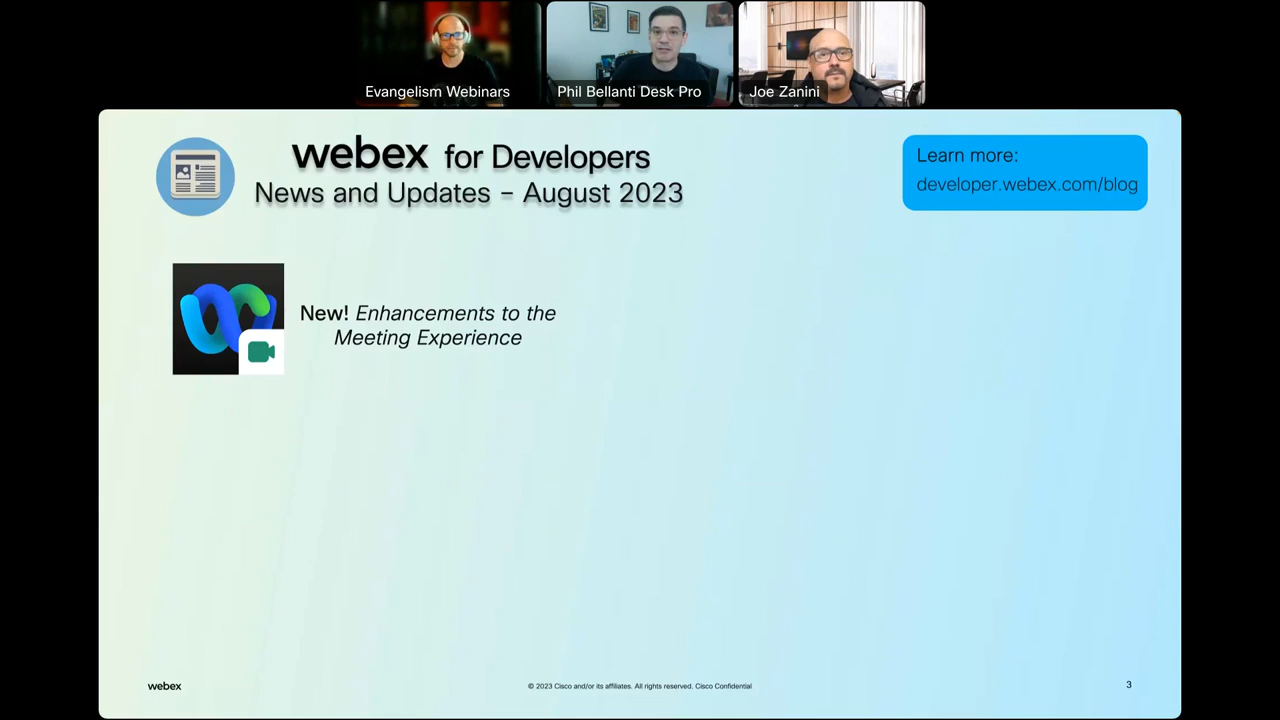 Evangelism Webinars
Phil Bellanti Desk Pro
Joe Zanini
webex for Developers
News and Updates – August 2023
Learn more:
developer.webex.com/blog
New! Enhancements to the
Meeting Experience
webex
© 2023 Cisco and/or its affiliates. All rights reserved. Cisco Confidential
3